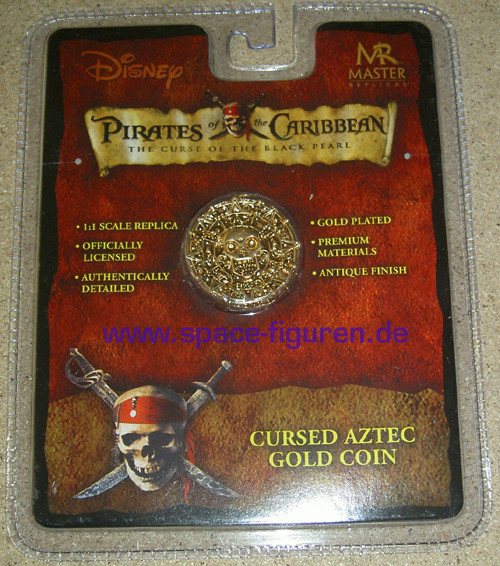 Disney
MR
MASTER
REPLICAS
PIRATES of the CARIBBEAN
THE CURSE OF THE BLACK PEARL
• 1:1 SCALE REPLICA
• OFFICIALLY
LICENSED
• AUTHENTICALLY
DETAILED
• GOLD PLATED
• PREMIUM
MATERIALS
• ANTIQUE FINISH
www.space-figuren.de
CURSED AZTEC
GOLD COIN